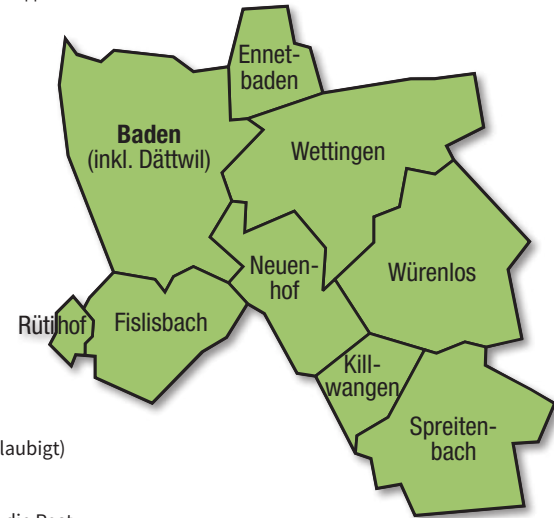 Ennet-
baden
Baden
(inkl. Dättwil)
Wettingen
Neuen-
hof
Würenlos
Rütihof
Fislisbach
Kill-
wangen
Spreiten-
bach
laubigt)